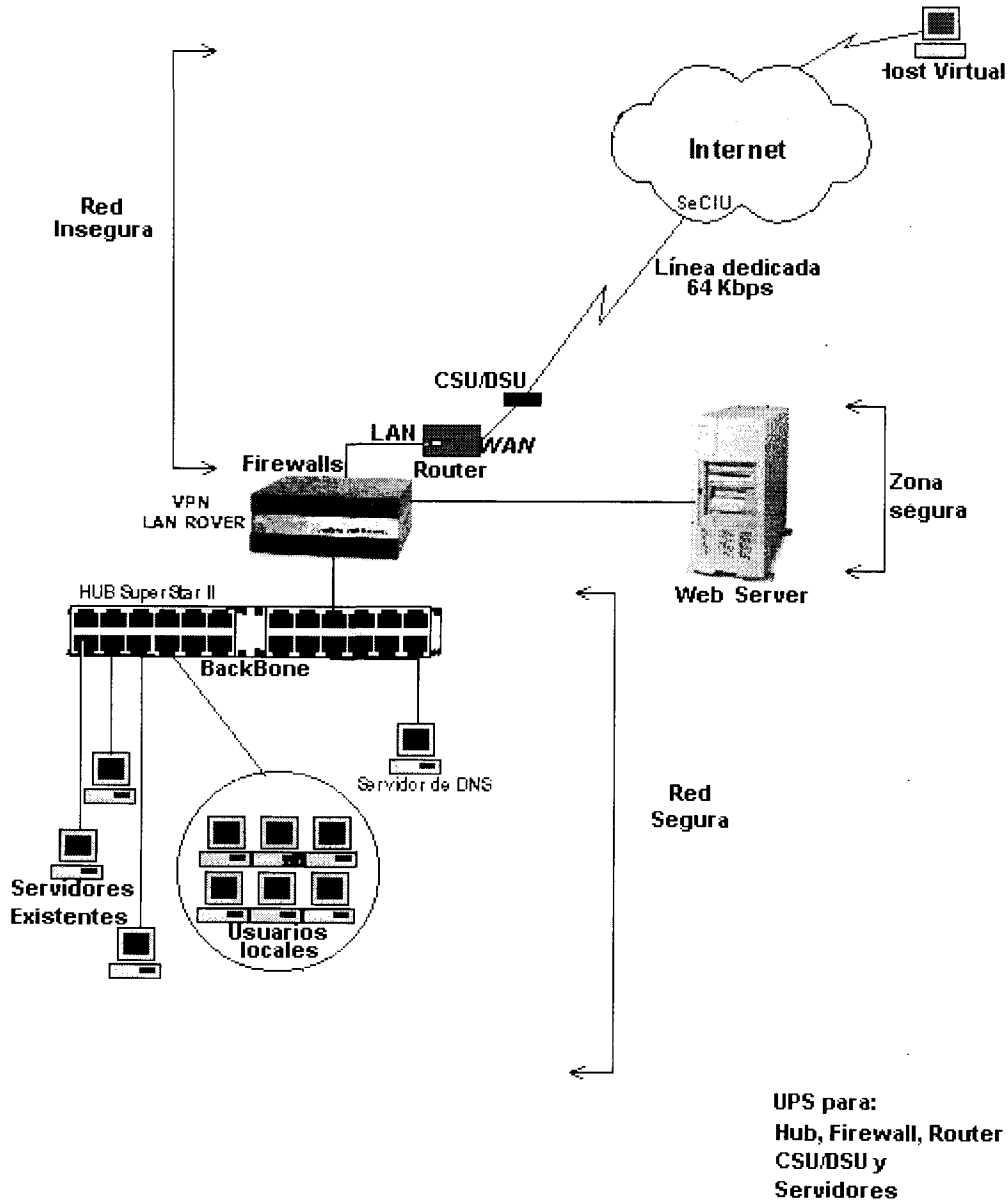 Host Virtual
Internet
SeCIU
Red
Insegura
Línea dedicada
64 Kbps
CSU/DSU
LAN
WAN
Router
Firewalls
VPN
LAN ROVER
Zona
ségura
Web Server
HUB SuperStar II
BackBone
Servidor de DNS
Red
Segura
Servidores
Existentes
Usuarios
locales
UPS para:
Hub, Firewall, Router
CSU/DSU y
Servidores